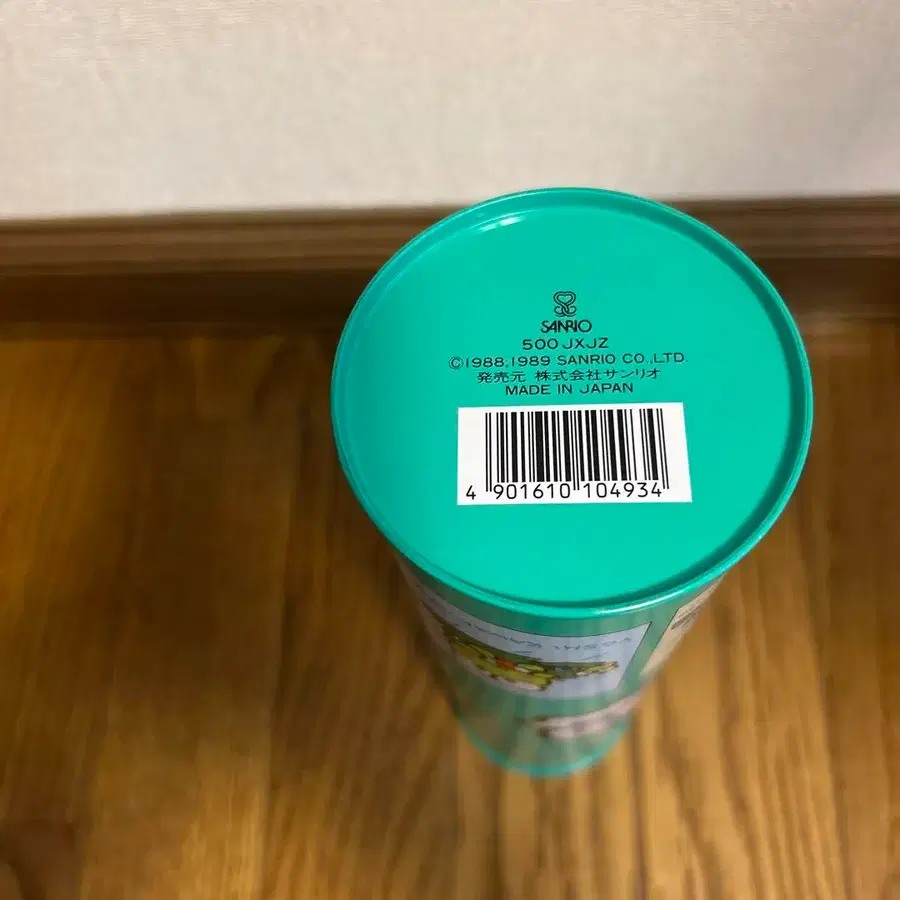 SANRIO
500 JXJZ
©1988,1989 SANRIO CO.,LTD.
発売元 株式会社サンリオ
MADE IN JAPAN
4 901610 104934